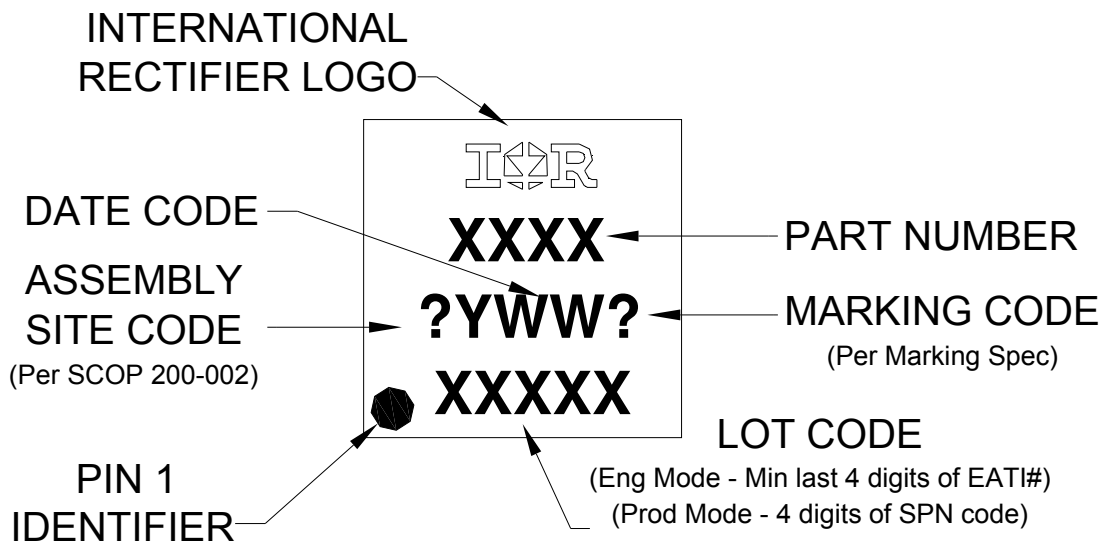 INTERNATIONAL
RECTIFIER LOGO
IOR
DATE CODE
XXXX
PART NUMBER
ASSEMBLY
SITE CODE
(Per SCOP 200-002)
?YWW?
MARKING CODE
(Per Marking Spec)
XXXXX
PIN 1
IDENTIFIER
LOT CODE
(Eng Mode - Min last 4 digits of EATI#)
(Prod Mode - 4 digits of SPN code)